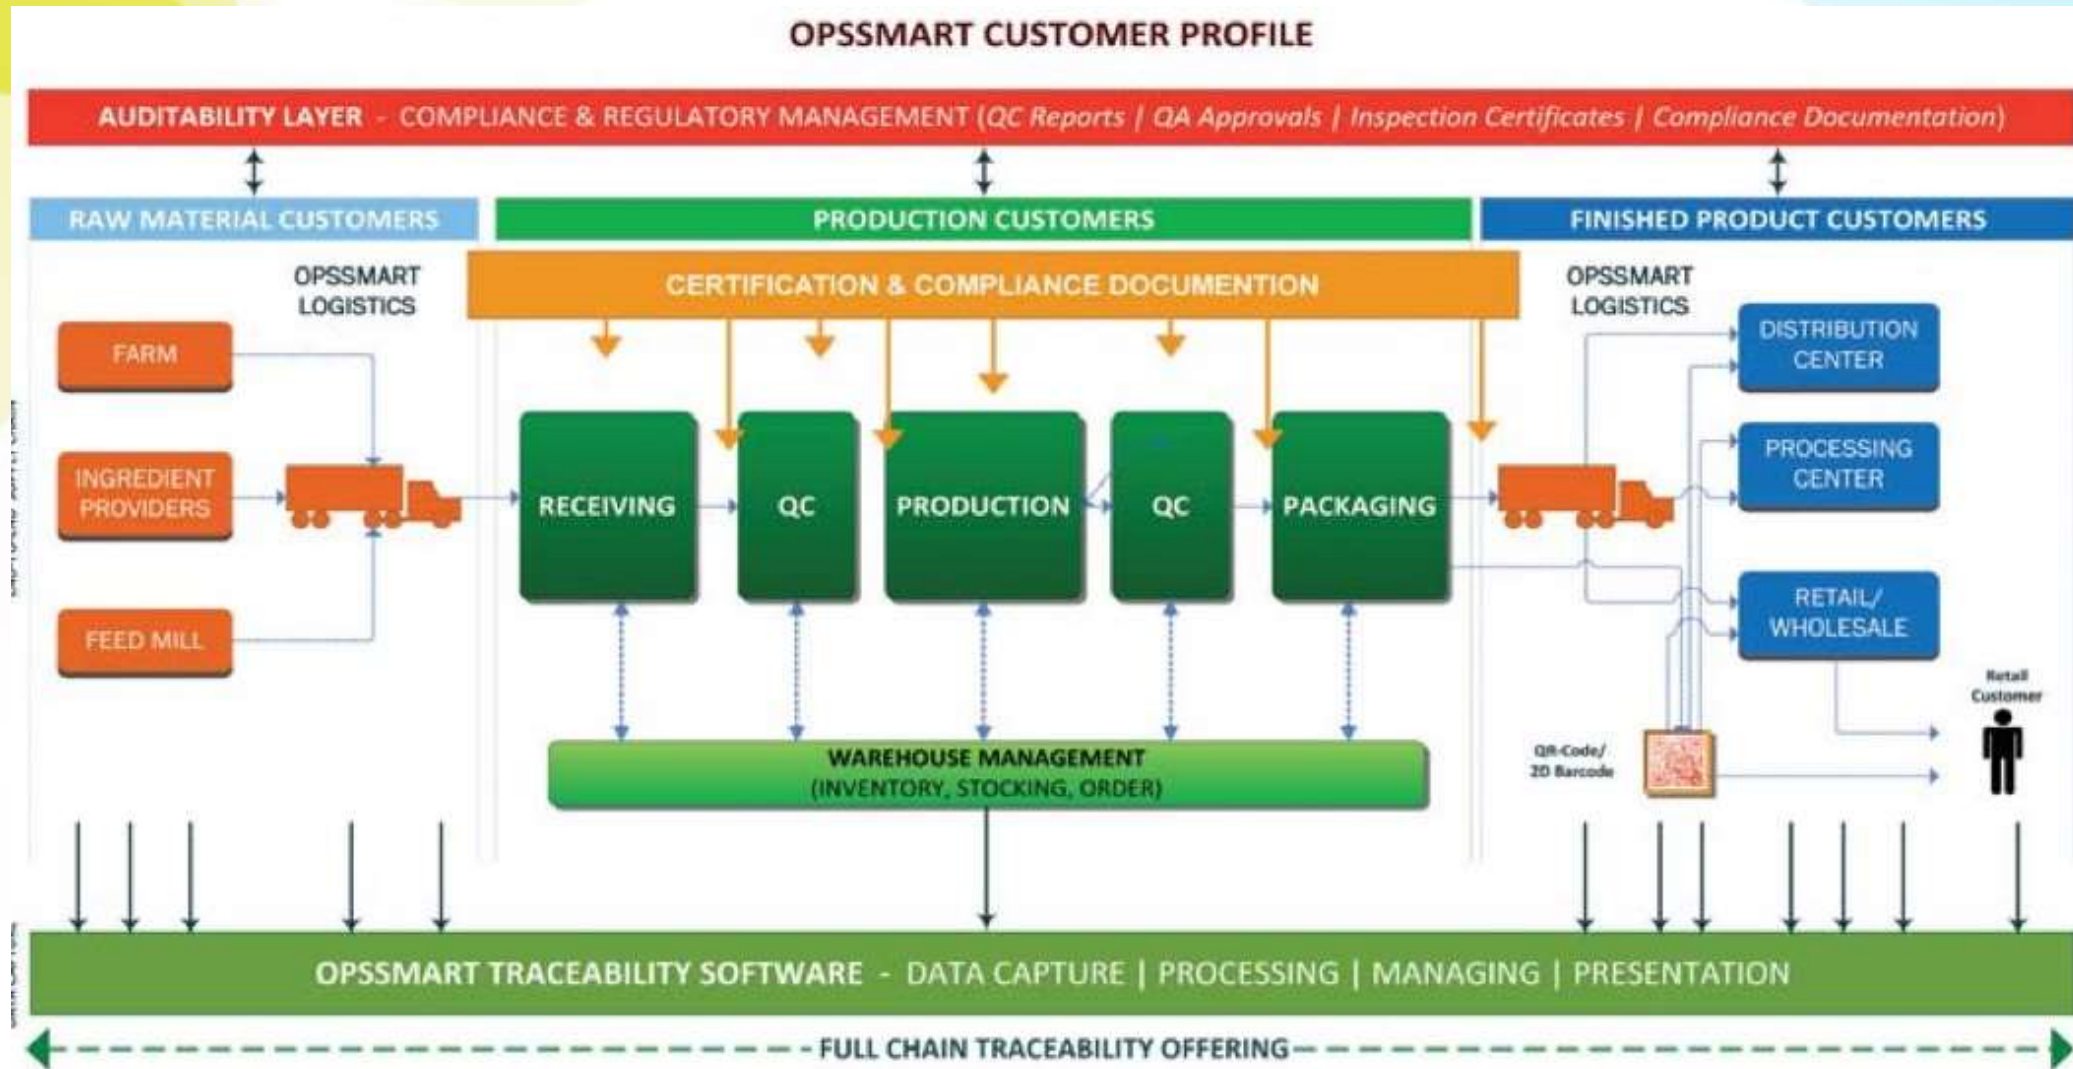 OPSSMART CUSTOMER PROFILE
AUDITABILITY LAYER - COMPLIANCE & REGULATORY MANAGEMENT (QC Reports | QA Approvals | Inspection Certificates | Compliance Documentation)
RAW MATERIAL CUSTOMERS
PRODUCTION CUSTOMERS
FINISHED PRODUCT CUSTOMERS
OPSSMART
LOGISTICS
CERTIFICATION & COMPLIANCE DOCUMENTION
OPSSMART
LOGISTICS
FARM
INGREDIENT
PROVIDERS
FEED MILL
RECEIVING
QC
PRODUCTION
QC
PACKAGING
DISTRIBUTION
CENTER
PROCESSING
CENTER
RETAIL/
WHOLESALE
Retail
Customer
QR-Code/
2D Barcode
WAREHOUSE MANAGEMENT
(INVENTORY, STOCKING, ORDER)
OPSSMART TRACEABILITY SOFTWARE - DATA CAPTURE | PROCESSING | MANAGING | PRESENTATION
FULL CHAIN TRACEABILITY OFFERING